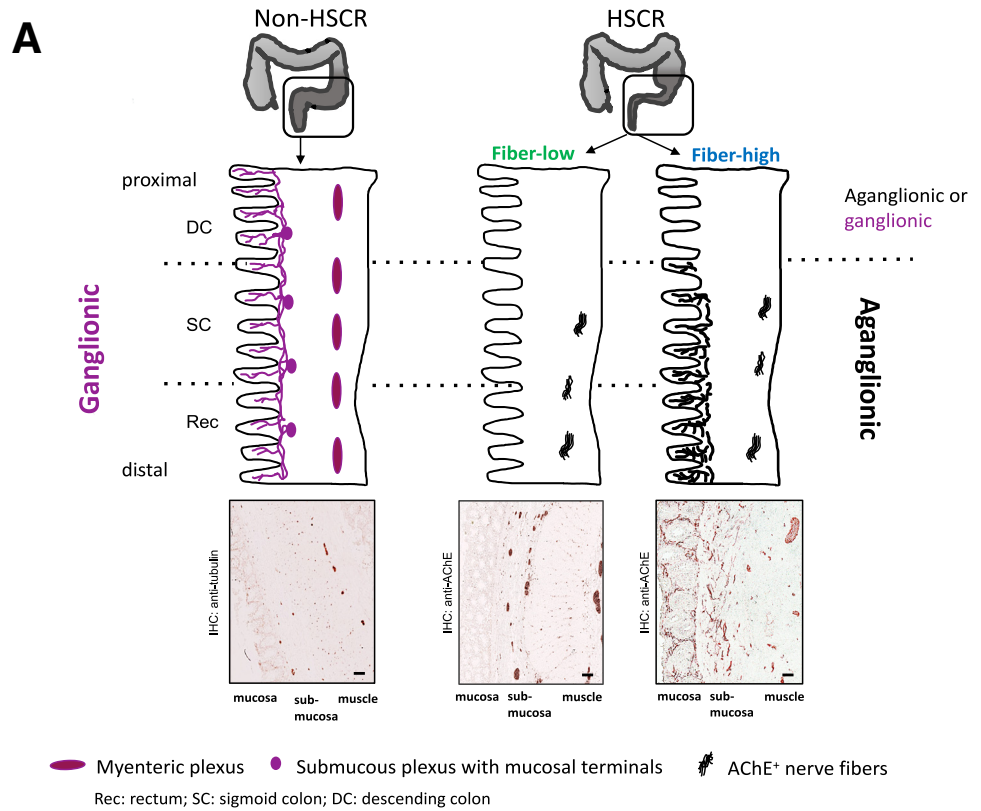 A
Non-HSCR
HSCR
Fiber-low
Fiber-high
proximal
DC
SC
Rec
distal
Ganglionic
Aganglionic or
ganglionic
Aganglionic
IHC: anti-tubulin
IHC: anti-AChE
IHC: anti-AChE
mucosa sub-
mucosa muscle
mucosa sub-
mucosa muscle
mucosa sub-
mucosa muscle
Myenteric plexus
Submucous plexus with mucosal terminals
AChE⁺ nerve fibers
Rec: rectum; SC: sigmoid colon; DC: descending colon